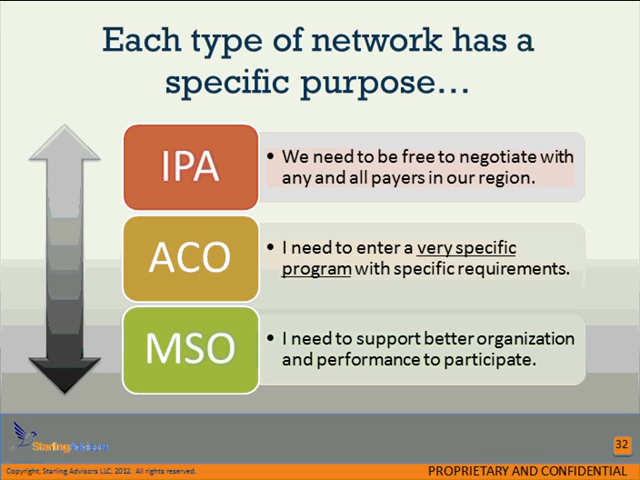 Each type of network has a
specific purpose...
IPA
• We need to be free to negotiate with
any and all payers in our region.
ACO
• I need to enter a very specific
program with specific requirements.
MSO
• I need to support better organization
and performance to participate.
StarlingAdvisors
32
Copyright. Starling Advisors LLC, 2012. All rights reserved.
PROPRIETARY AND CONFIDENTIAL